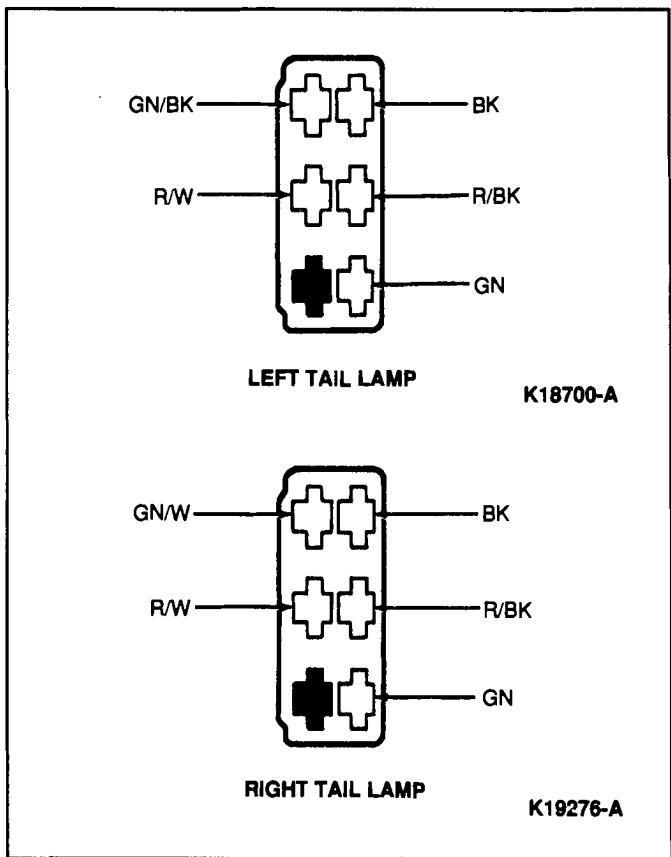 GN/BK BK
R/W R/BK
GN
LEFT TAIL LAMP
K18700-A
GN/W BK
R/W R/BK
GN
RIGHT TAIL LAMP
K19276-A